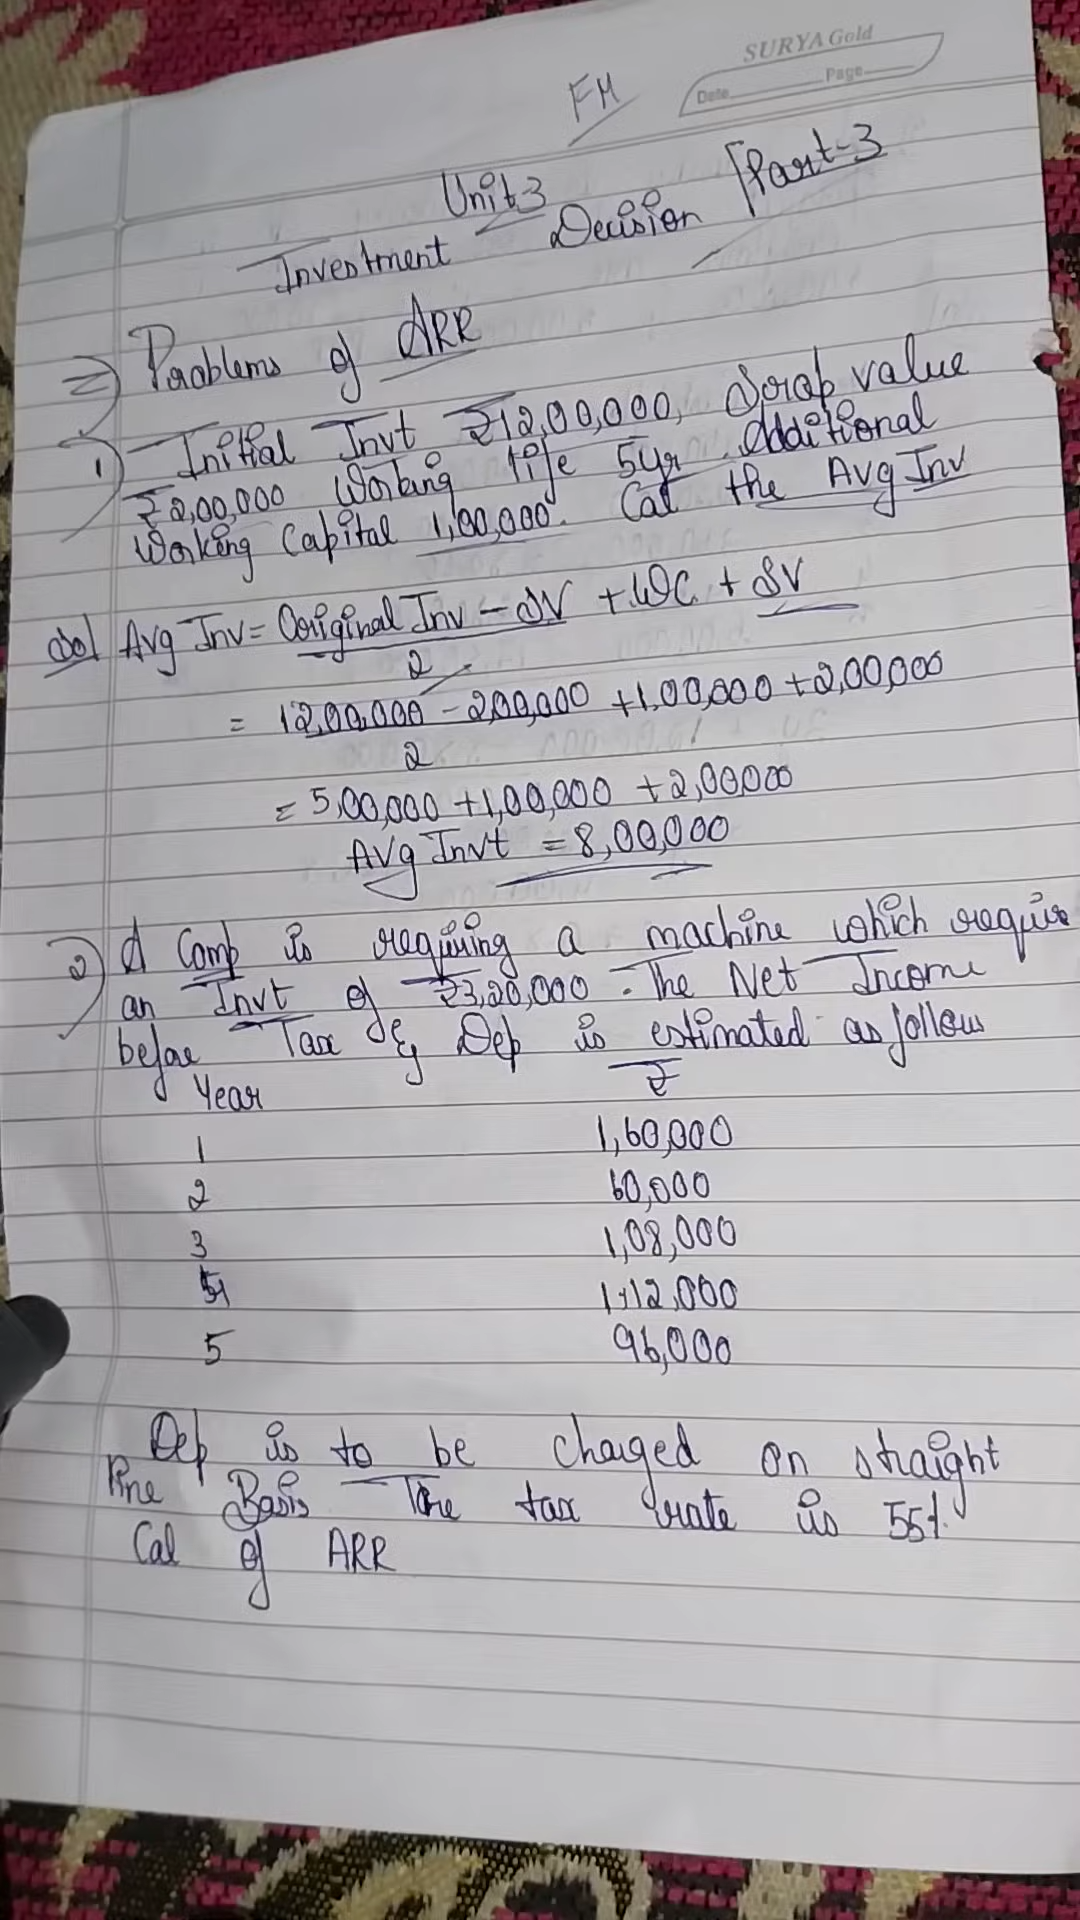 SURYA Gold
Date Page
FM
Unit 3
Investment Decision Part-3
Problems of ARR
1) Initial Invt ₹12,00,000, Scrap value
₹2,00,000 Working life 5yr. Additional
Working Capital 1,00,000. Cal the Avg Inv
Sol Avg Inv = Original Inv - SV + WC + SV
2
= 12,00,000 - 2,00,000 + 1,00,000 + 2,00,000
2
= 5,00,000 + 1,00,000 + 2,00,000
Avg Invt = 8,00,000
2) A Comp is a machine which require
an Invt of ₹3,20,000. The Net Income
before Tax & Dep is estimated as follow
Year ₹
1 1,60,000
2 60,000
3 1,08,000
4 1,12,000
5 96,000
Dep is to be charged on straight
line Basis The tax rate is 55%.
Cal of ARR